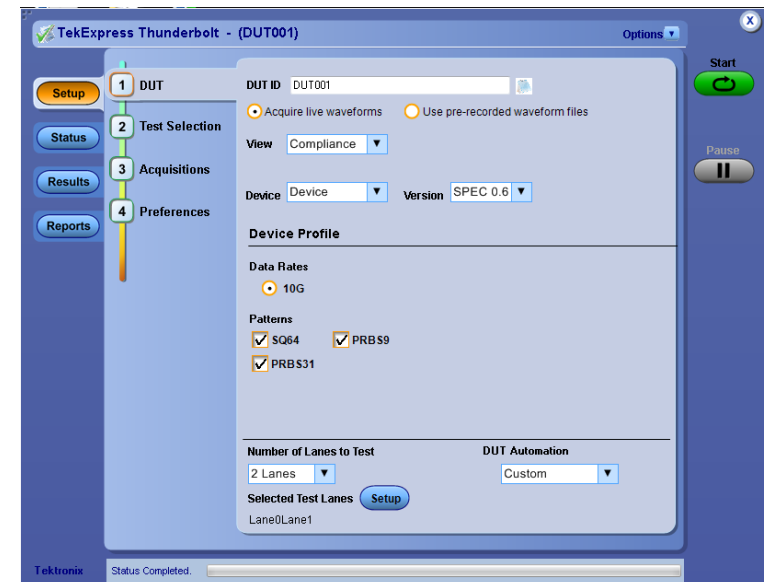 TekExpress Thunderbolt - (DUT001)
Options
X
Start
Setup
Status
Results
Reports
1 DUT
2 Test Selection
3 Acquisitions
4 Preferences
DUT ID DUT001
Acquire live waveforms Use pre-recorded waveform files
View Compliance
Pause
Device Device Version SPEC 0.6
Device Profile
Data Rates
10G
Patterns
SQ64 PRBS9
PRBS31
Number of Lanes to Test DUT Automation
2 Lanes Custom
Selected Test Lanes Setup
Lane0Lane1
Tektronix Status Completed.